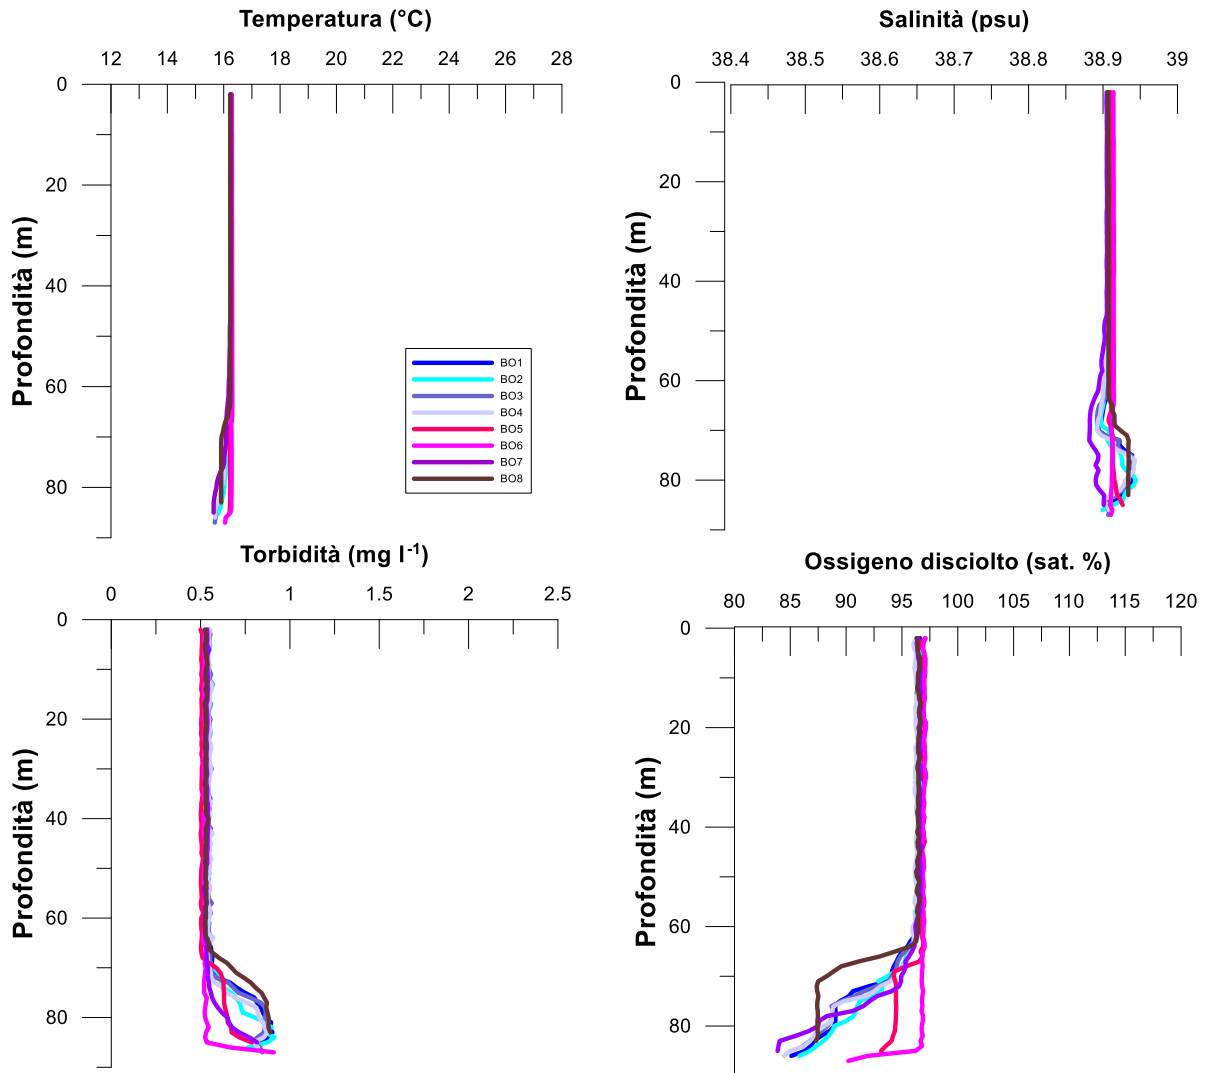 Temperatura (°C)
12 14 16 18 20 22 24 26 28
0
20
40
60
80
Profondità (m)
BO1
BO2
BO3
BO4
BO5
BO6
BO7
BO8
Salinità (psu)
38.4 38.5 38.6 38.7 38.8 38.9 39
0
20
40
60
80
Profondità (m)
Torbidità (mg l-1)
0 0.5 1 1.5 2 2.5
0
20
40
60
80
Profondità (m)
Ossigeno disciolto (sat. %)
80 85 90 95 100 105 110 115 120
0
20
40
60
80
Profondità (m)